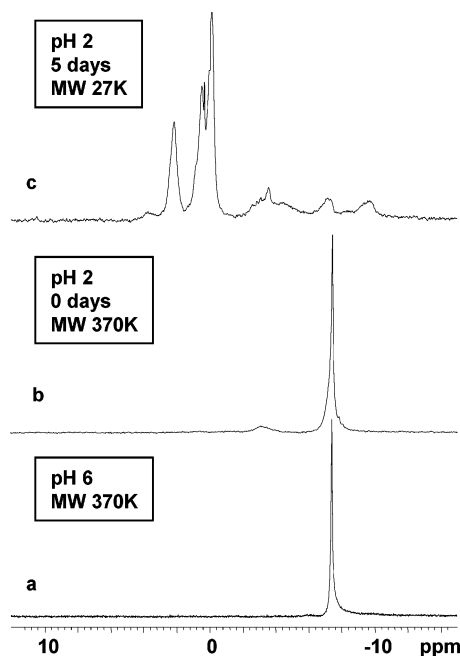 pH 2
5 days
MW 27K
c
pH 2
0 days
MW 370K
b
pH 6
MW 370K
a
10 0 -10 ppm